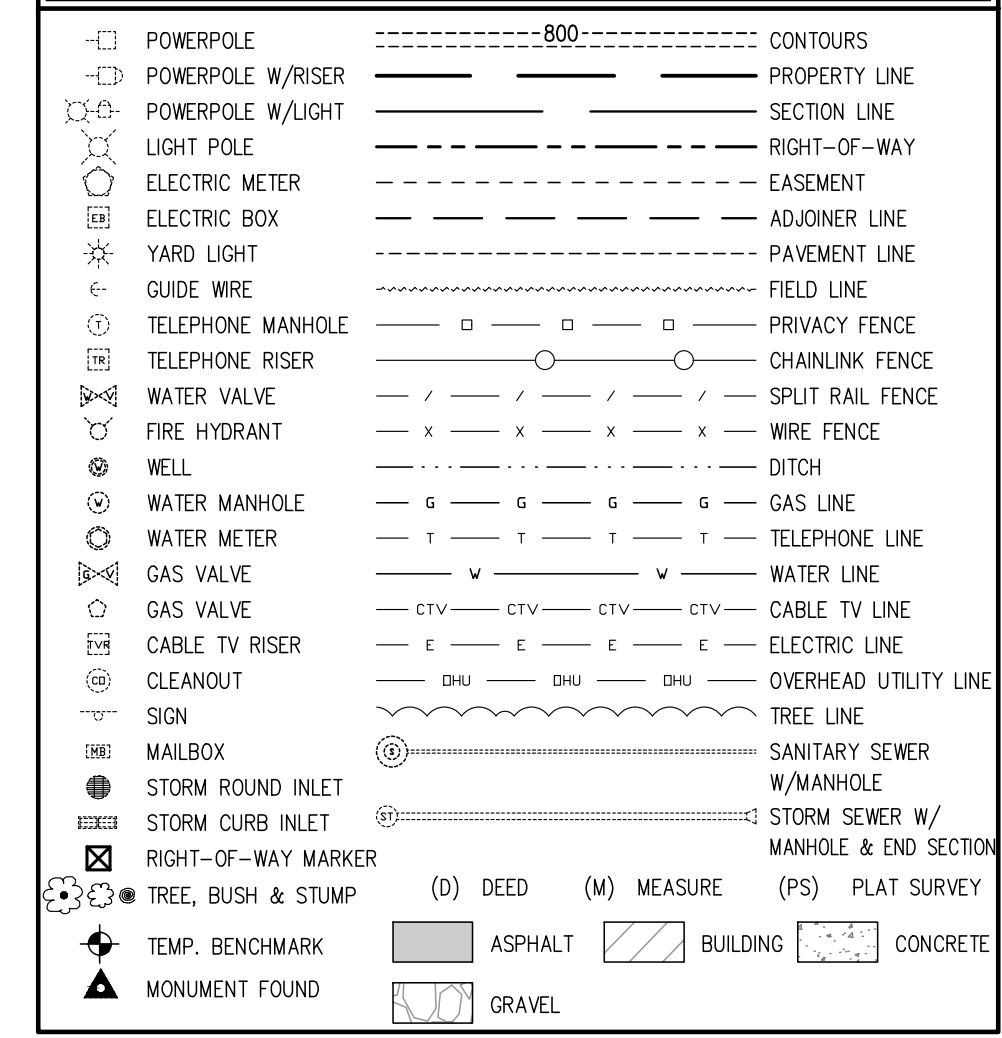 POWERPOLE 800 CONTOURS
POWERPOLE W/RISER PROPERTY LINE
POWERPOLE W/LIGHT SECTION LINE
LIGHT POLE RIGHT-OF-WAY
ELECTRIC METER EASEMENT
EB ELECTRIC BOX ADJOINER LINE
YARD LIGHT PAVEMENT LINE
GUIDE WIRE FIELD LINE
T TELEPHONE MANHOLE PRIVACY FENCE
TR TELEPHONE RISER CHAINLINK FENCE
W V WATER VALVE SPLIT RAIL FENCE
FIRE HYDRANT X X X X WIRE FENCE
W WELL DITCH
W WATER MANHOLE G G G G GAS LINE
WATER METER T T T T TELEPHONE LINE
G V GAS VALVE W W WATER LINE
GAS VALVE CTV CTV CTV CTV CABLE TV LINE
TVR CABLE TV RISER E E E E ELECTRIC LINE
CO CLEANOUT OHU OHU OHU OVERHEAD UTILITY LINE
SIGN TREE LINE
MB MAILBOX S SANITARY SEWER
W/MANHOLE
STORM ROUND INLET
STORM CURB INLET ST STORM SEWER W/
MANHOLE & END SECTION
RIGHT-OF-WAY MARKER
TREE, BUSH & STUMP (D) DEED (M) MEASURE (PS) PLAT SURVEY
TEMP. BENCHMARK ASPHALT BUILDING CONCRETE
MONUMENT FOUND GRAVEL